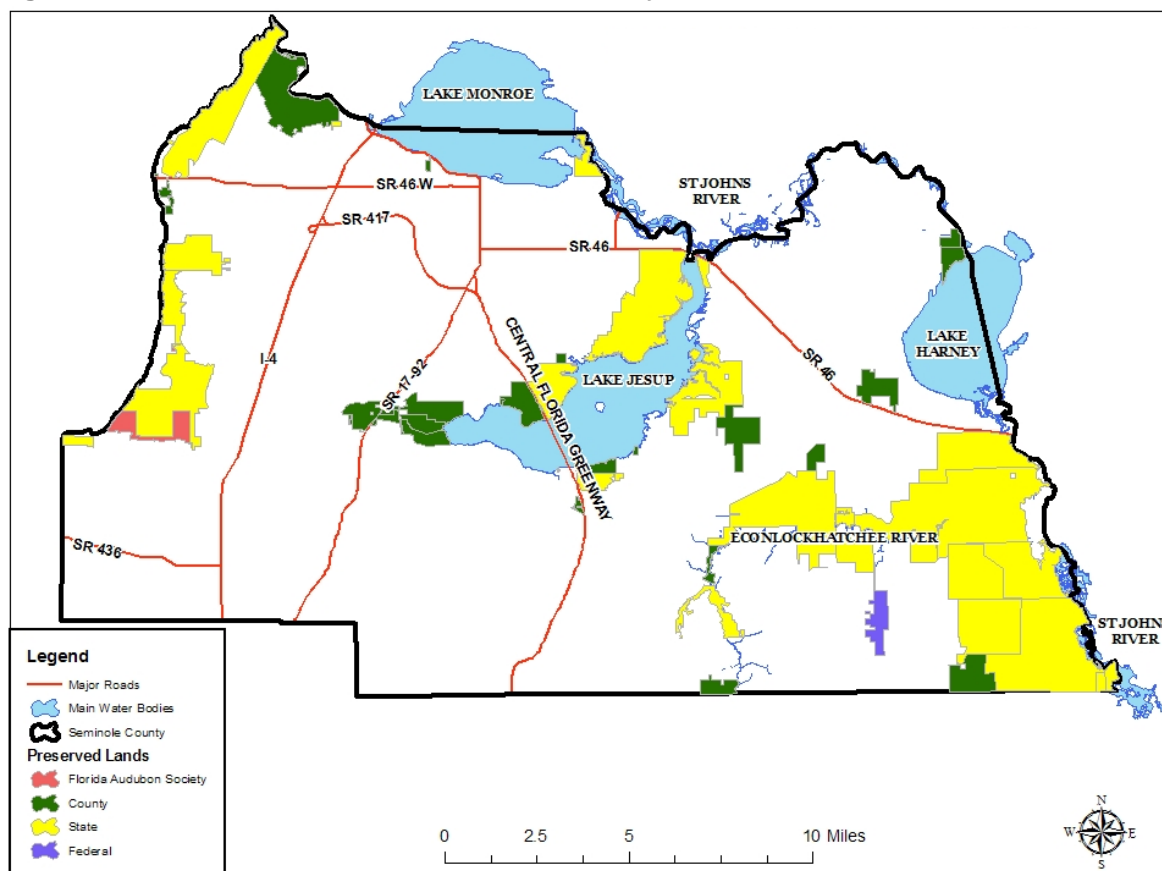 LAKE MONROE
ST JOHNS
RIVER
SR 46 W
SR 417
SR 46
I-4
SR-17-92
CENTRAL FLORIDA GREENWAY
LAKE JESUP
SR 46
LAKE
HARNEY
SR 436
ECONLOCKHATCHEE RIVER
ST JOHN
RIVER
Legend
Major Roads
Main Water Bodies
Seminole County
Preserved Lands
Florida Audubon Society
County
State
Federal
0 2.5 5 10 Miles
N
W E
S